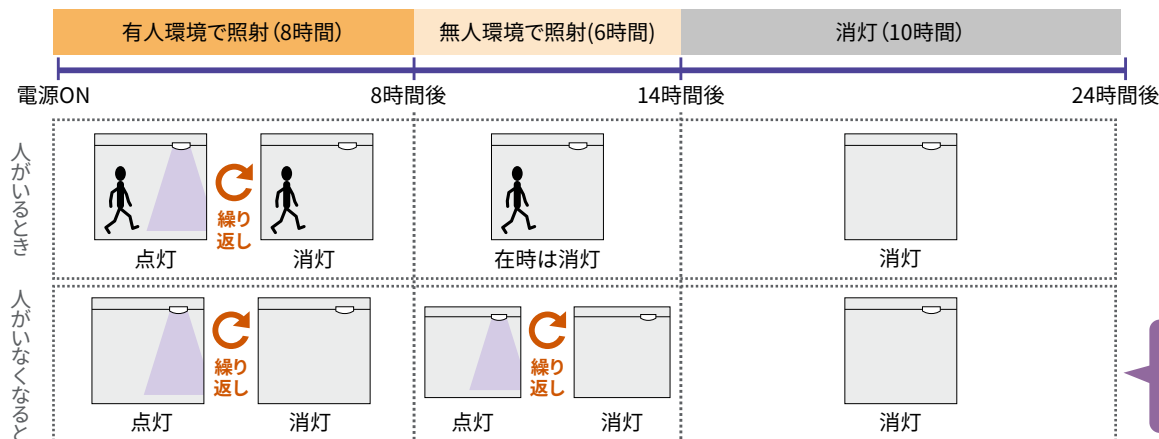 有人環境で照射（8時間）
無人環境で照射(6時間)
消灯（10時間）
電源ON
8時間後
14時間後
24時間後
人がいるとき
点灯
繰り
返し
消灯
在時は消灯
消灯
人がいなくなると
点灯
繰り
返し
消灯
点灯
繰り
返し
消灯
消灯